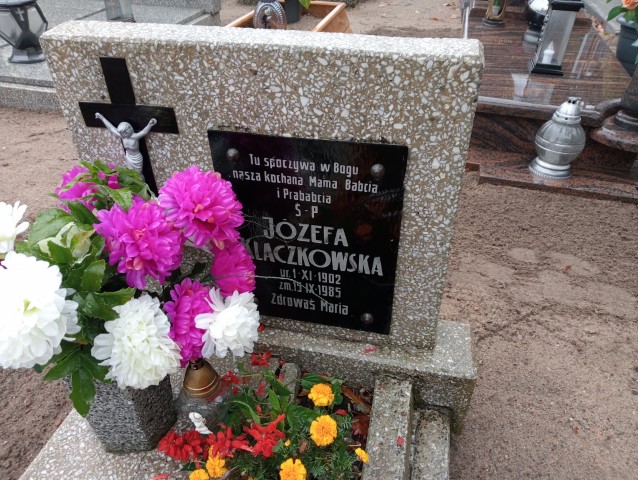 Tu spoczywa w Bogu
nasza kochana Mama Babcia
i Prababcia
Ś-P
JÓZEFA
KLACZKOWSKA
ur. 1·XI·1902
zm. 15·IX·1985
Zdrowaś Maria